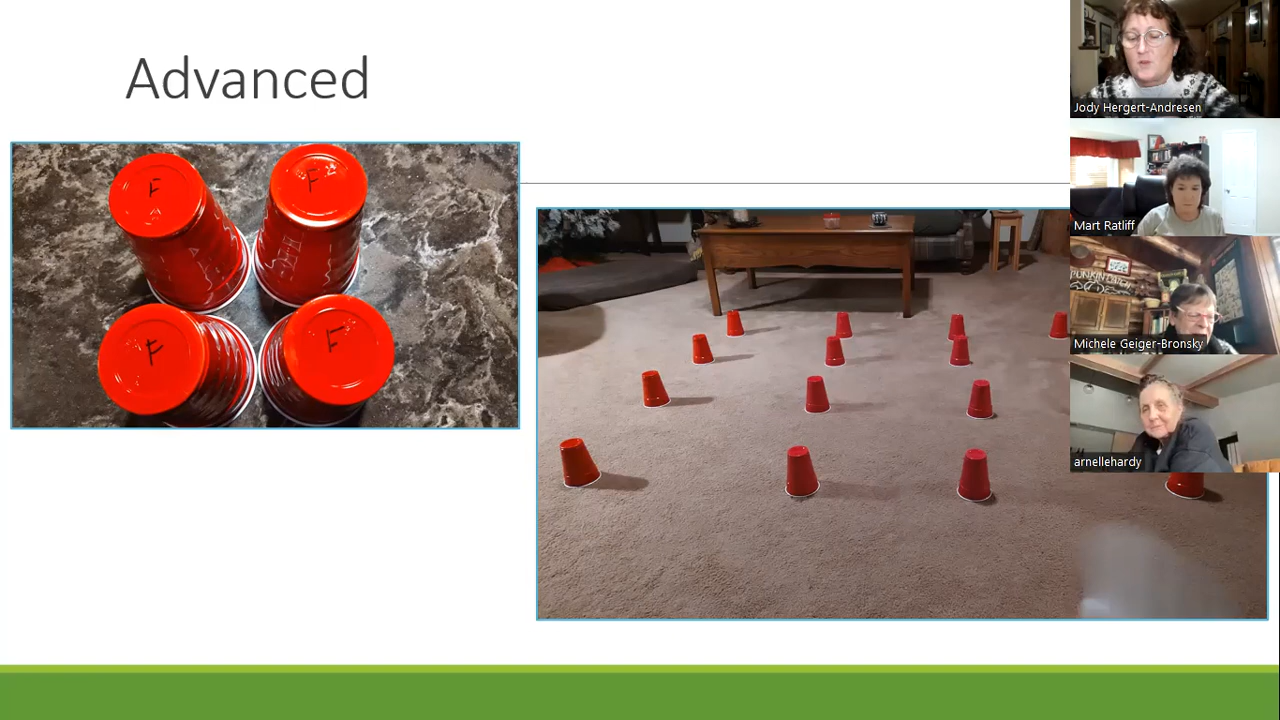 Advanced
F
F
F
F
Jody Hergert-Andresen
Mart Ratliff
Michele Geiger-Bronsky
arnellehardy